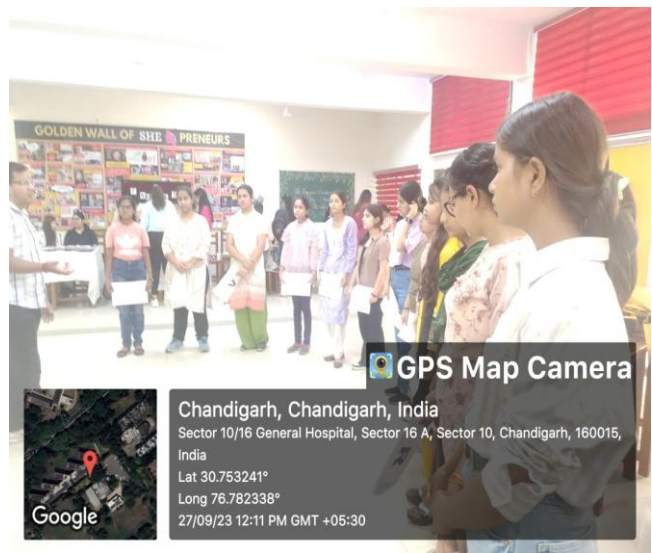 GOLDEN WALL OF SHE PRENEURS
GPS Map Camera
Chandigarh, Chandigarh, India
Sector 10/16 General Hospital, Sector 16 A, Sector 10, Chandigarh, 160015,
India
Lat 30.753241°
Long 76.782338°
27/09/23 12:11 PM GMT +05:30
Google